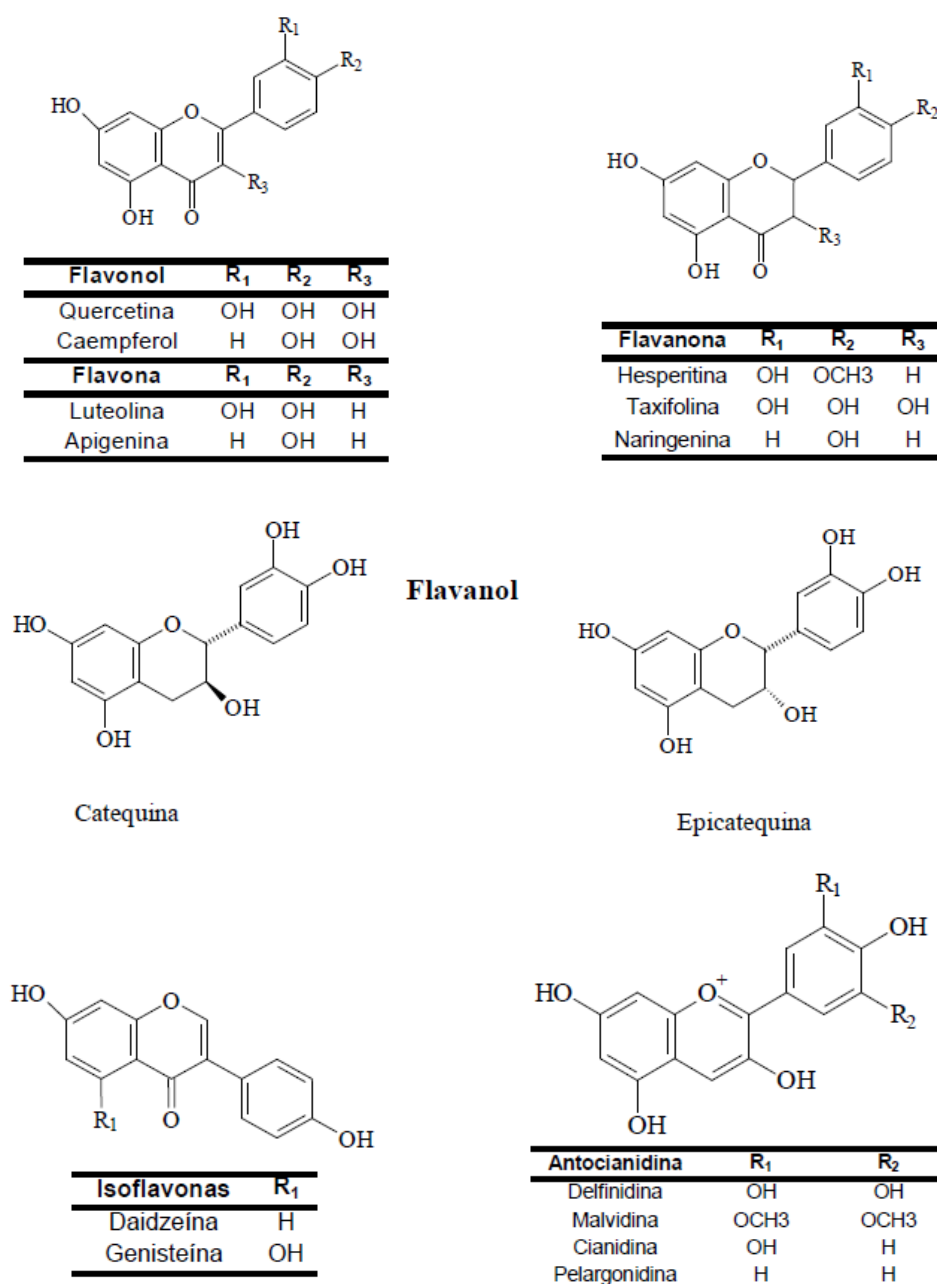 R1
R2
HO
O
R3
OH
O
Flavonol R1 R2 R3
Quercetina OH OH OH
Caempferol H OH OH
Flavona R1 R2 R3
Luteolina OH OH H
Apigenina H OH H
R1
R2
HO
O
R3
OH
O
Flavanona R1 R2 R3
Hesperitina OH OCH3 H
Taxifolina OH OH OH
Naringenina H OH H
OH
OH
HO
O
OH
OH
Catequina
Flavanol
OH
OH
HO
O
OH
OH
Epicatequina
HO
O
R1
O
OH
Isoflavonas R1
Daidzeína H
Genisteína OH
R1
OH
HO
O+
R2
OH
OH
Antocianidina R1 R2
Delfinidina OH OH
Malvidina OCH3 OCH3
Cianidina OH H
Pelargonidina H H